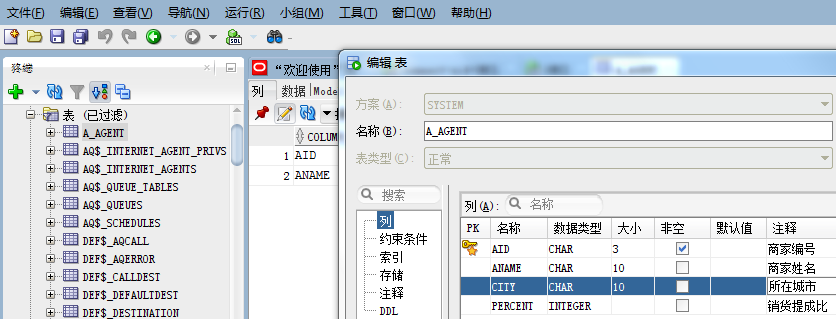 文件(F) 编辑(E) 查看(V) 导航(N) 运行(R) 小组(M) 工具(T) 窗口(W) 帮助(H)
SQL
"欢迎使用"
编辑 表
列 数据 Mode
表 (已过滤)
A_AGENT
AQ$_INTERNET_AGENT_PRIVS
AQ$_INTERNET_AGENTS
AQ$_QUEUE_TABLES
AQ$_QUEUES
AQ$_SCHEDULES
DEF$_AQCALL
DEF$_AQERROR
DEF$_CALLDEST
DEF$_DEFAULTDEST
DEF$_DESTINATION
COLUM
1 AID
2 ANAME
方案(A): SYSTEM
名称(B): A_AGENT
表类型(C): 正常
搜索
列
约束条件
索引
存储
注释
DDL
列(A): 名称
PK 名称 数据类型 大小 非空 默认值 注释
AID CHAR 3 商家编号
ANAME CHAR 10 商家姓名
CITY CHAR 10 所在城市
PERCENT INTEGER 销货提成比